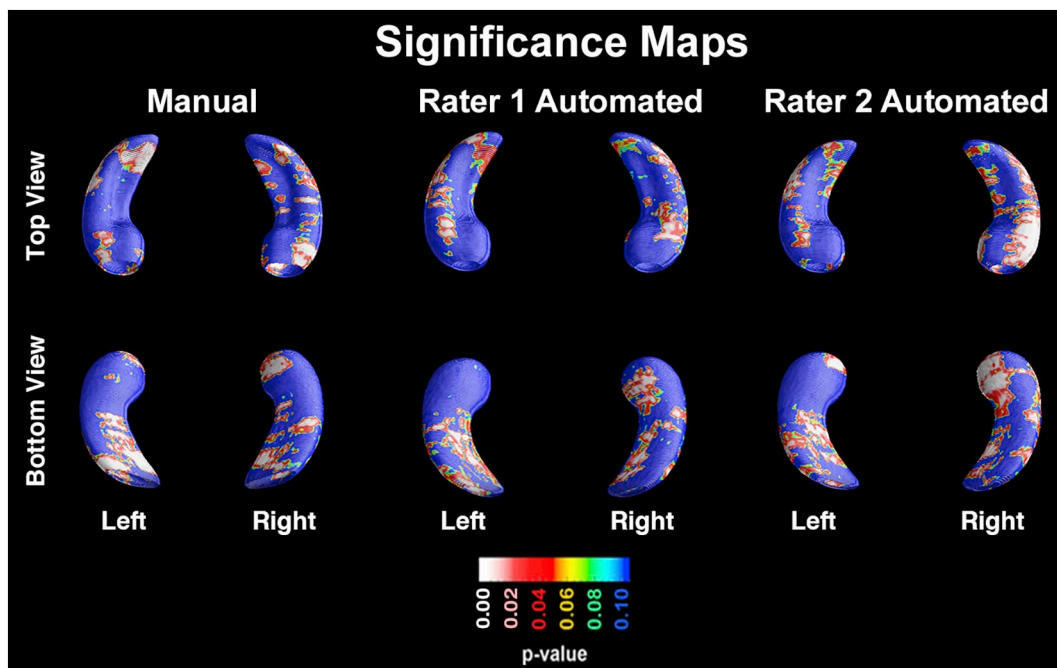 Significance Maps
Manual
Rater 1 Automated
Rater 2 Automated
Top View
Bottom View
Left
Right
Left
Right
Left
Right
0.00
0.02
0.04
0.06
0.08
0.10
p-value